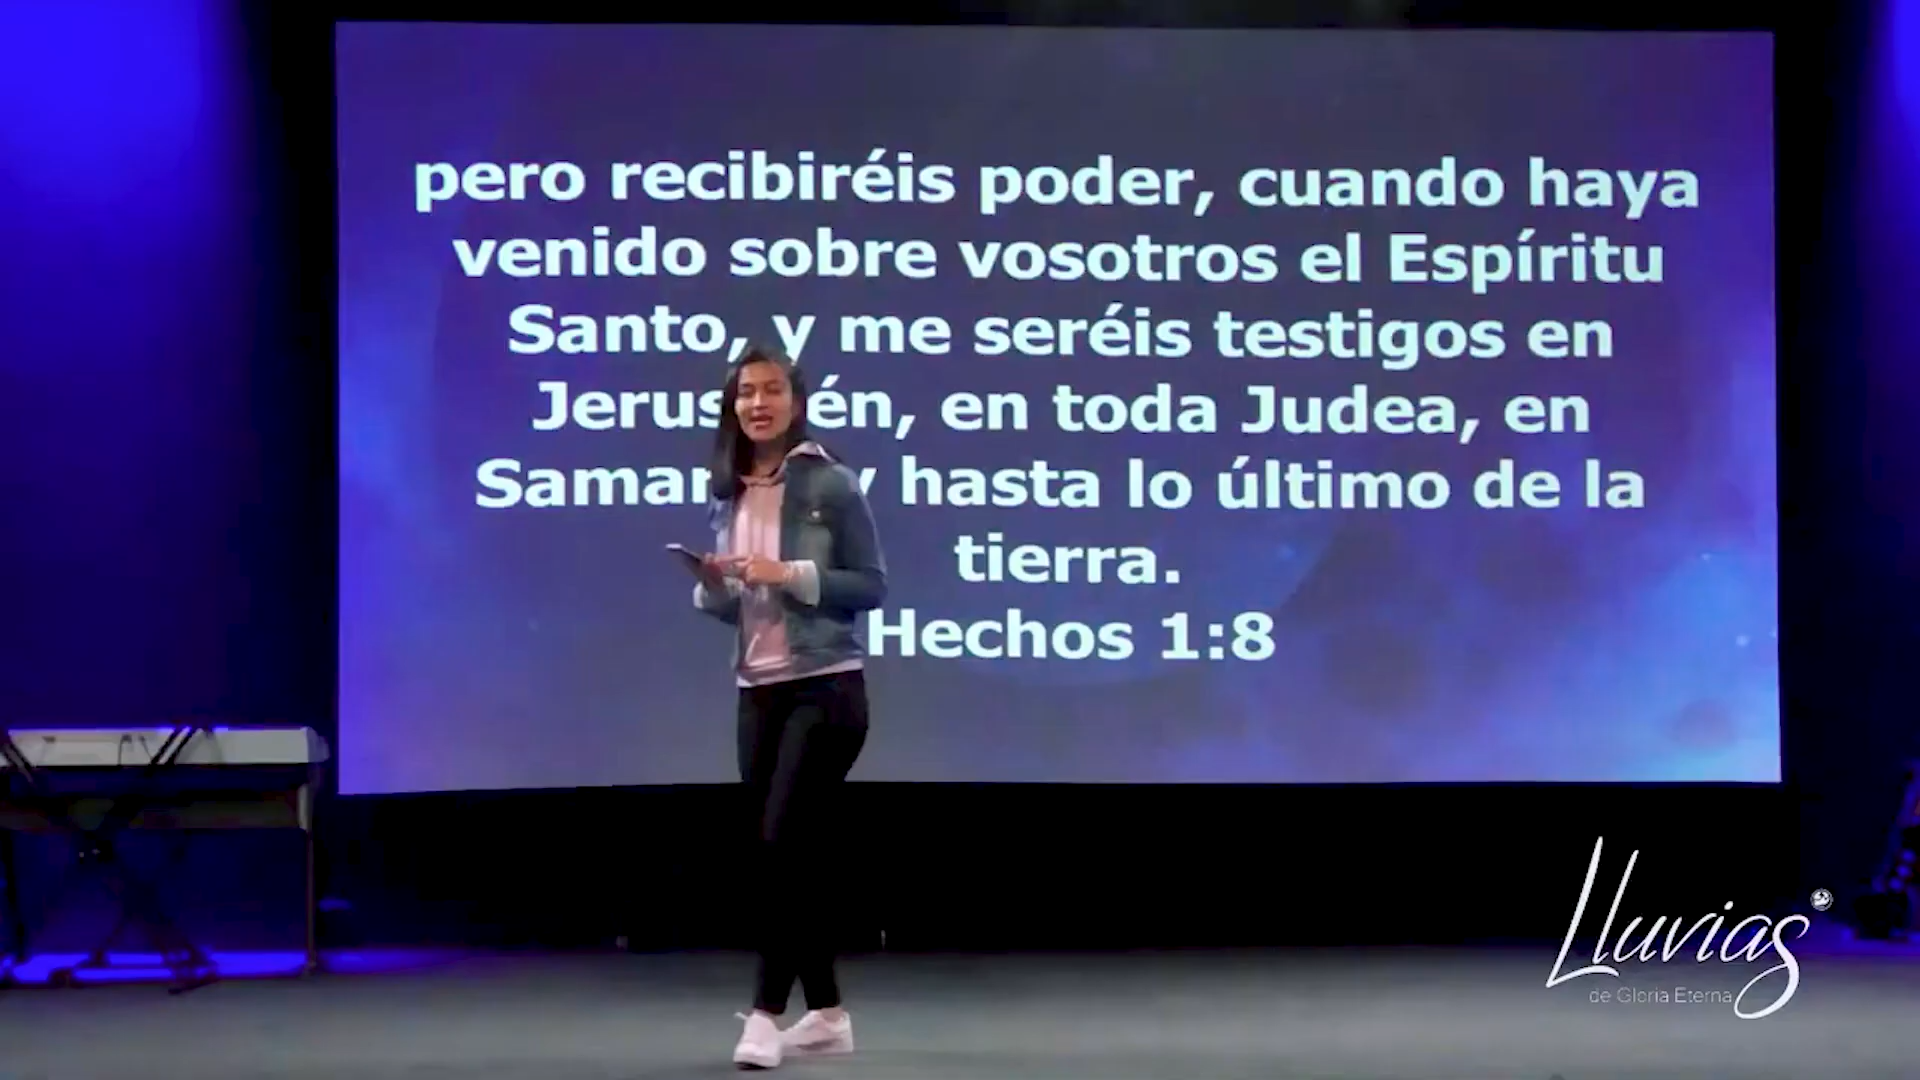 pero recibiréis poder, cuando haya
venido sobre vosotros el Espíritu
Santo, y me seréis testigos en
Jerus én, en toda Judea, en
Samar y hasta lo último de la
tierra.
Hechos 1:8
Lluvias
de Gloria Eterna